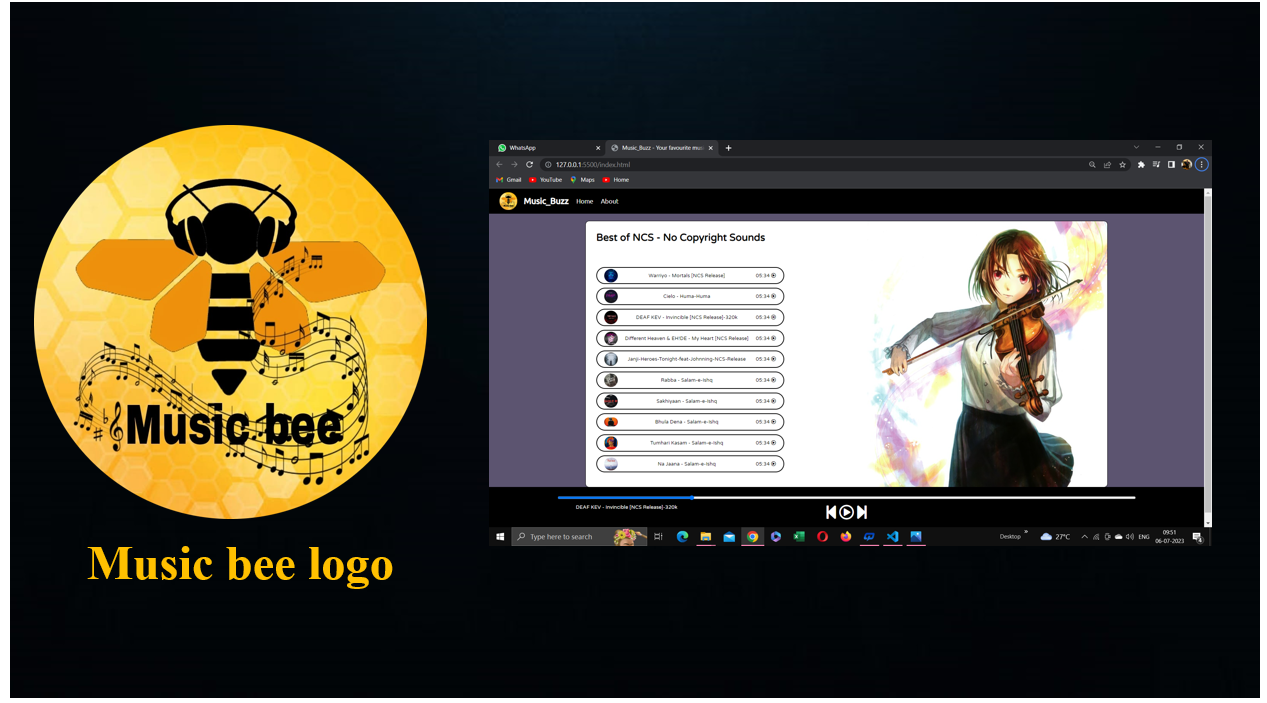 Music bee
Music bee logo
WhatsApp
Music_Buzz - Your favourite mus
127.0.0.1:5500/index.html
Gmail YouTube Maps Home
Music_Buzz Home About
Best of NCS - No Copyright Sounds
Warriyo - Mortals [NCS Release] 05:34
Cielo - Huma-Huma 05:34
DEAF KEV - Invincible [NCS Release]-320k 05:34
Different Heaven & EH!DE - My Heart [NCS Release] 05:34
Janji-Heroes-Tonight-feat-Johnning-NCS-Release 05:34
Rabba - Salam-e-Ishq 05:34
Sakhiyaan - Salam-e-Ishq 05:34
Bhula Dena - Salam-e-Ishq 05:34
Tumhari Kasam - Salam-e-Ishq 05:34
Na Jaana - Salam-e-Ishq 05:34
DEAF KEV - Invincible [NCS Release]-320k
Type here to search
Desktop
27°C
ENG
09:51
06-07-2023